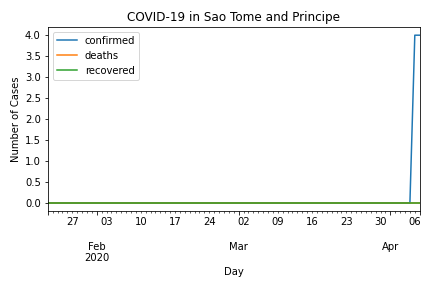 COVID-19 in Sao Tome and Principe
confirmed
deaths
recovered
Number of Cases
4.0
3.5
3.0
2.5
2.0
1.5
1.0
0.5
0.0
27 03 10 17 24 02 09 16 23 30 06
Feb Mar Apr
2020
Day